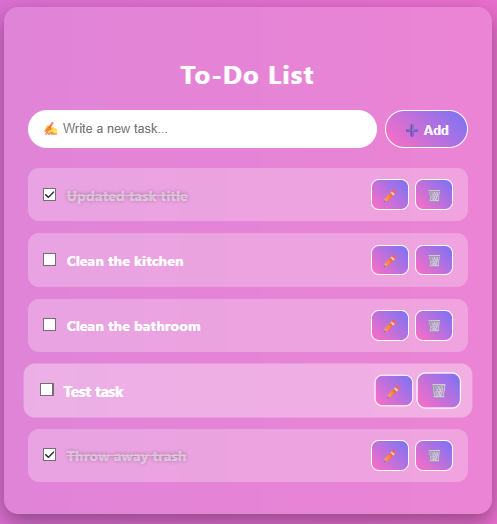 To-Do List
✍️ Write a new task...
➕ Add
Updated task title
Clean the kitchen
Clean the bathroom
Test task
Throw away trash